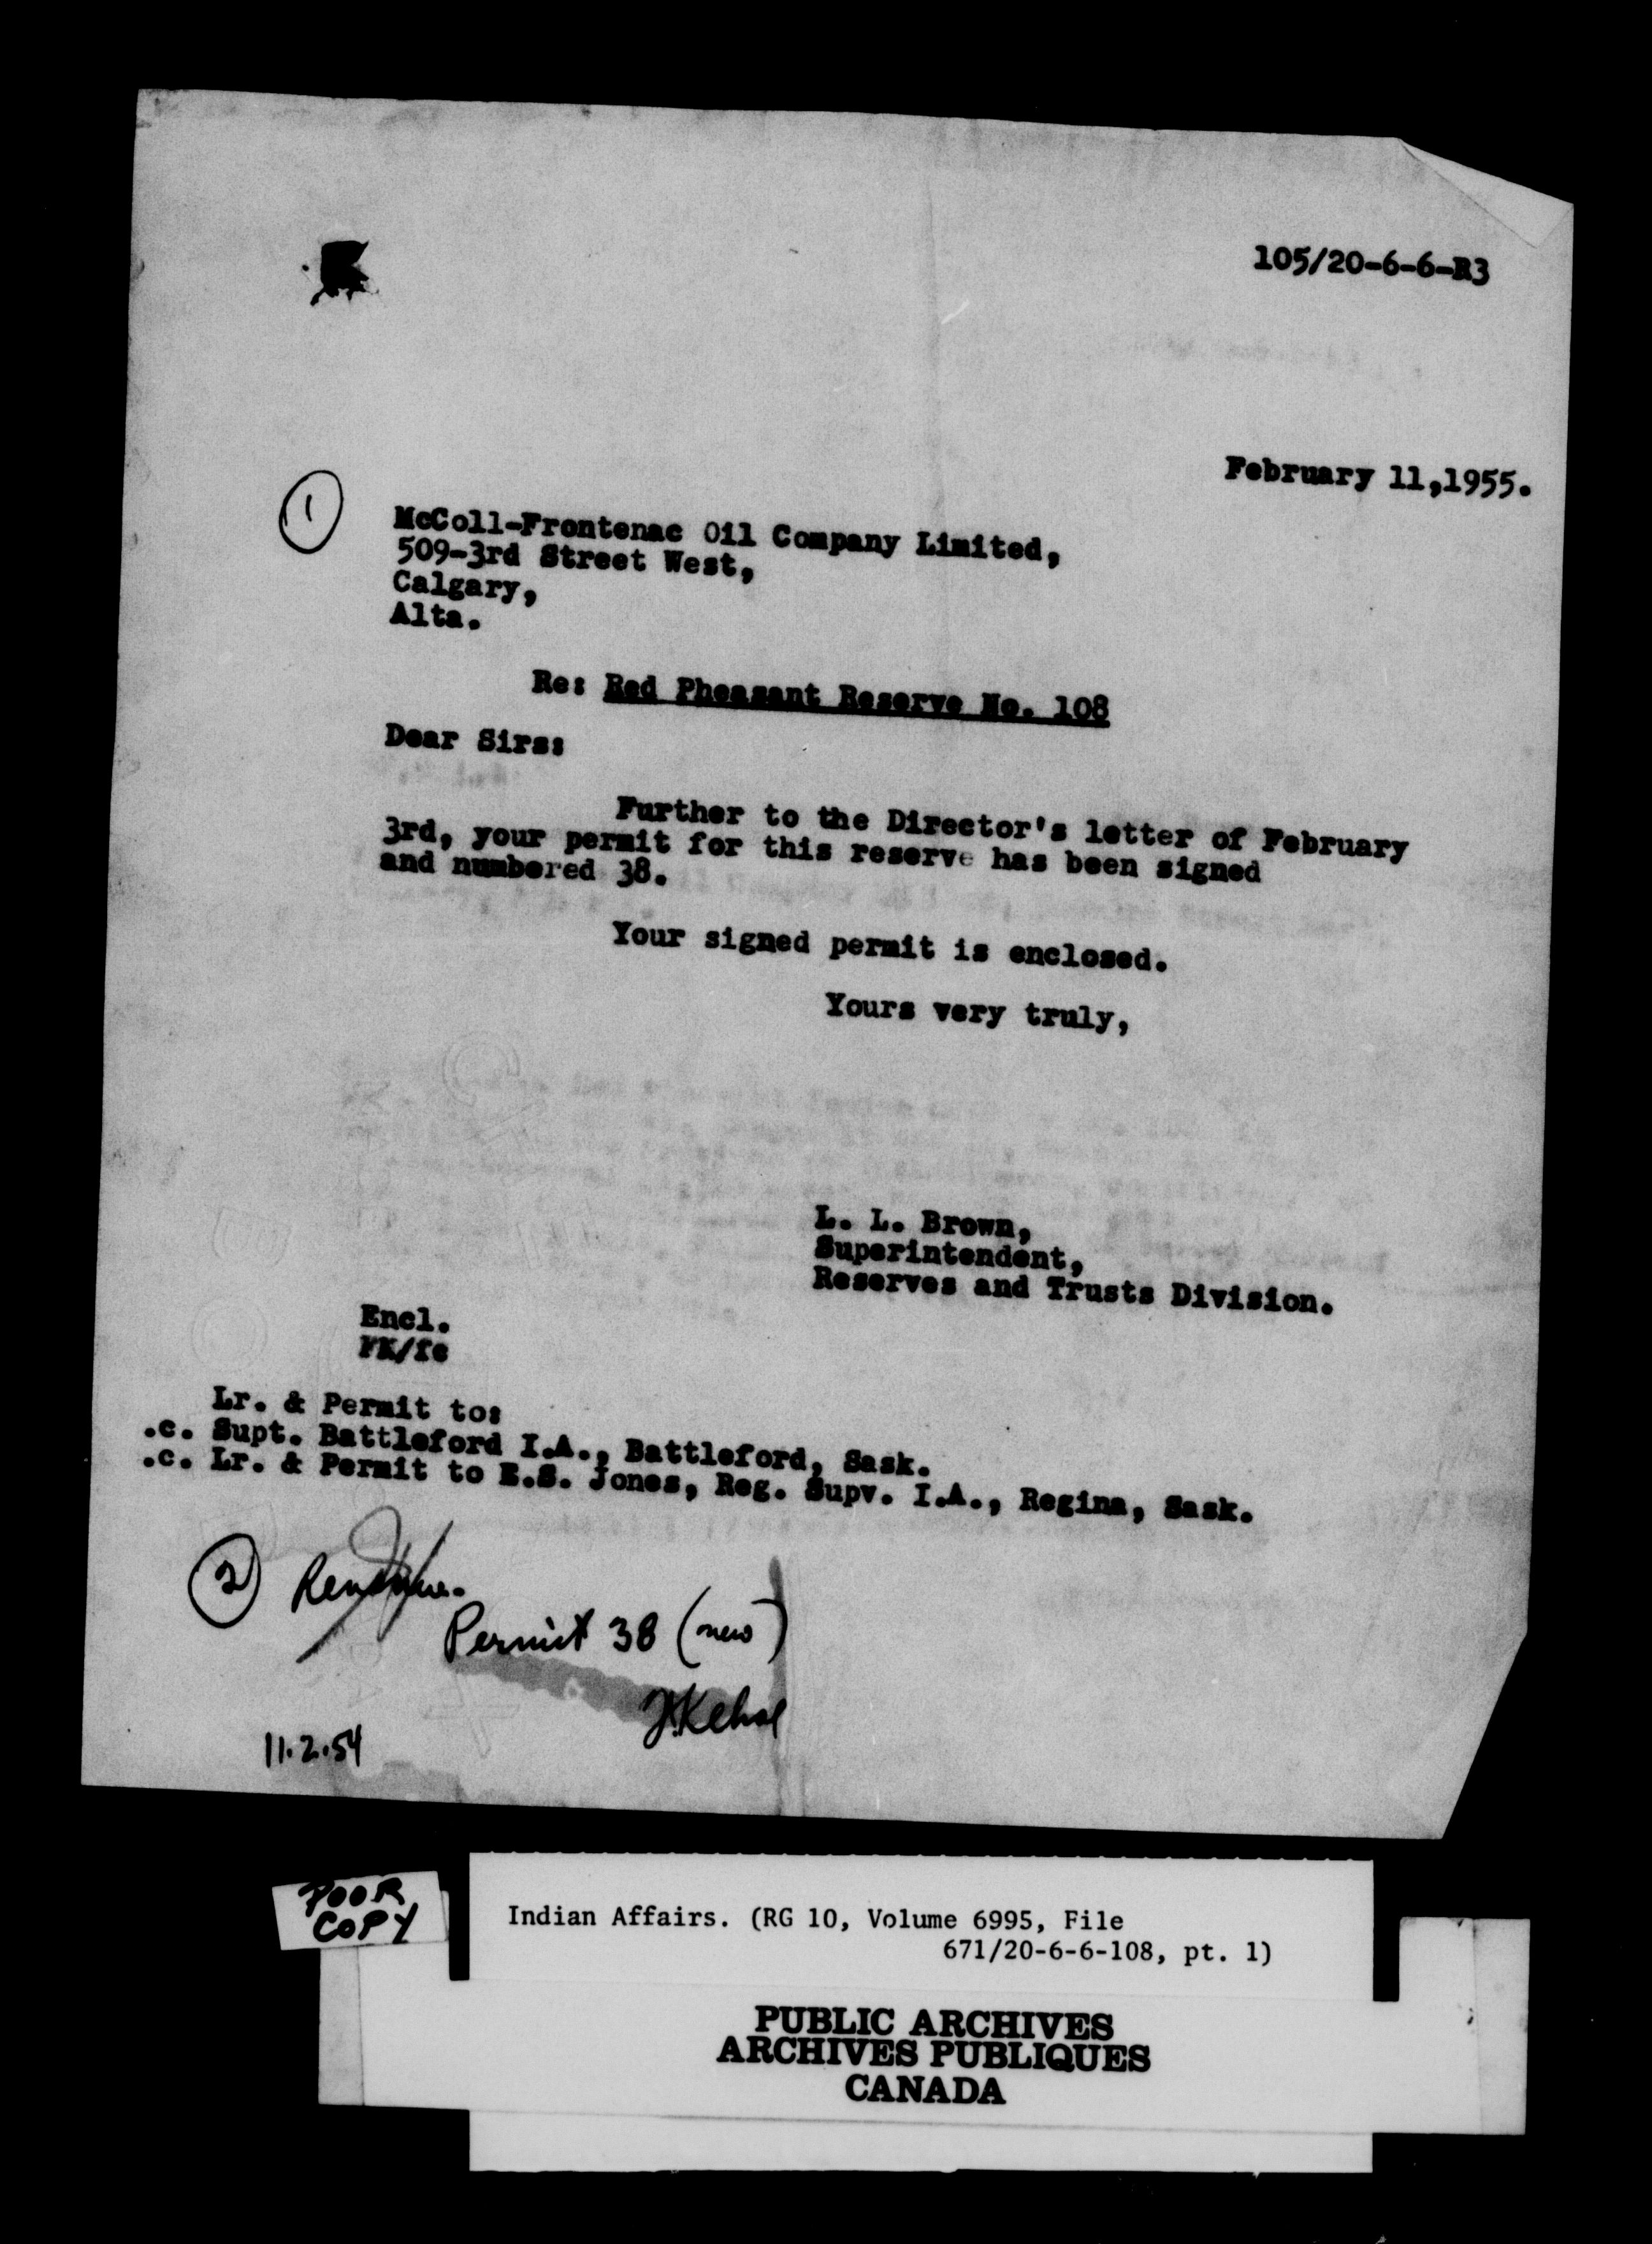 105/20-6-6-R3
February 11,1955.
1
McColl-Frontenac Oil Company Limited,
509-3rd Street West,
Calgary,
Alta.
Re: Red Pheasant Reserve No. 108
Dear Sirs:
Further to the Director's letter of February
3rd, your permit for this reserve has been signed
and numbered 38.
Your signed permit is enclosed.
Yours very truly,
L. L. Brown,
Superintendent,
Reserves and Trusts Division.
Encl.
FK/fc
Lr. & Permit to:
.c. Supt. Battleford I.A., Battleford, Sask.
.c. Lr. & Permit to E.S. Jones, Reg. Supv. I.A., Regina, Sask.
2
Permit 38 (new)
11.2.54
POOR
COPY
Indian Affairs. (RG 10, Volume 6995, File
671/20-6-6-108, pt. 1)
PUBLIC ARCHIVES
ARCHIVES PUBLIQUES
CANADA